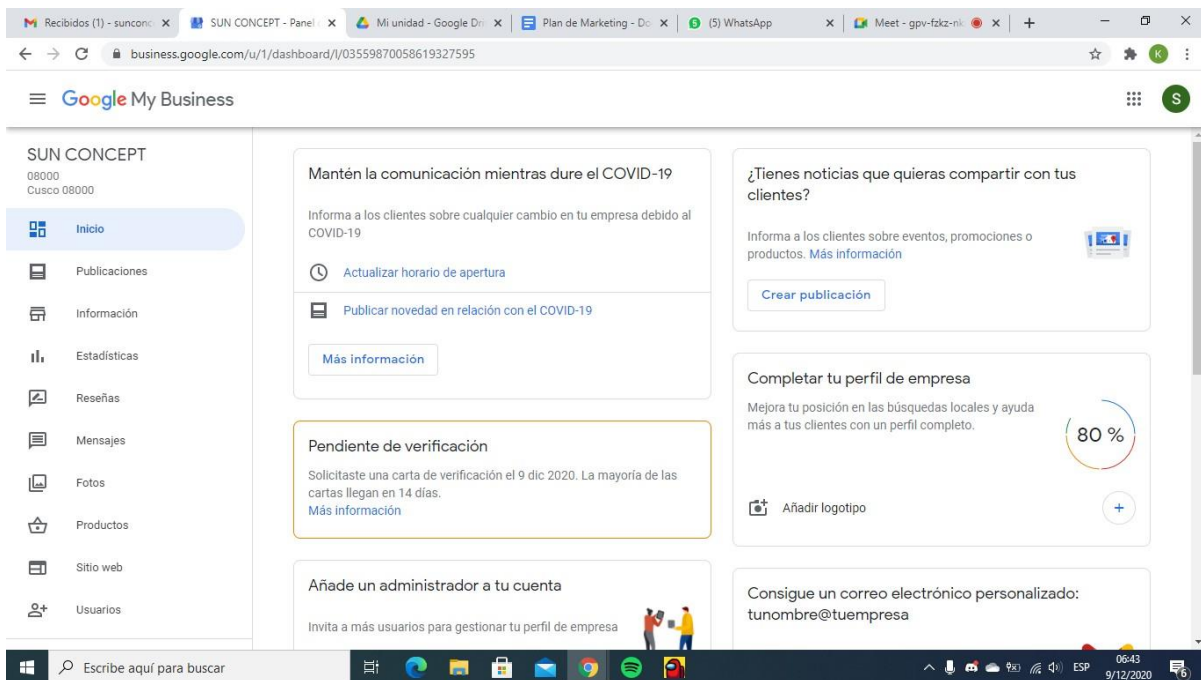 Recibidos (1) - sunconc
SUN CONCEPT - Panel
Mi unidad - Google Dri
Plan de Marketing - Do
(5) WhatsApp
Meet - gpv-fzkz-nk
business.google.com/u/1/dashboard/l/03559870058619327595
K
Google My Business
S
SUN CONCEPT
08000
Cusco 08000
Inicio
Publicaciones
Información
Estadísticas
Reseñas
Mensajes
Fotos
Productos
Sitio web
Usuarios
Mantén la comunicación mientras dure el COVID-19
Informa a los clientes sobre cualquier cambio en tu empresa debido al
COVID-19
Actualizar horario de apertura
Publicar novedad en relación con el COVID-19
Más información
Pendiente de verificación
Solicitaste una carta de verificación el 9 dic 2020. La mayoría de las
cartas llegan en 14 días.
Más información
Añade un administrador a tu cuenta
Invita a más usuarios para gestionar tu perfil de empresa
¿Tienes noticias que quieras compartir con tus
clientes?
Informa a los clientes sobre eventos, promociones o
productos. Más información
Crear publicación
Completar tu perfil de empresa
Mejora tu posición en las búsquedas locales y ayuda
más a tus clientes con un perfil completo.
80 %
Añadir logotipo
Consigue un correo electrónico personalizado:
tunombre@tuempresa
Escribe aquí para buscar
ESP
06:43
9/12/2020
6